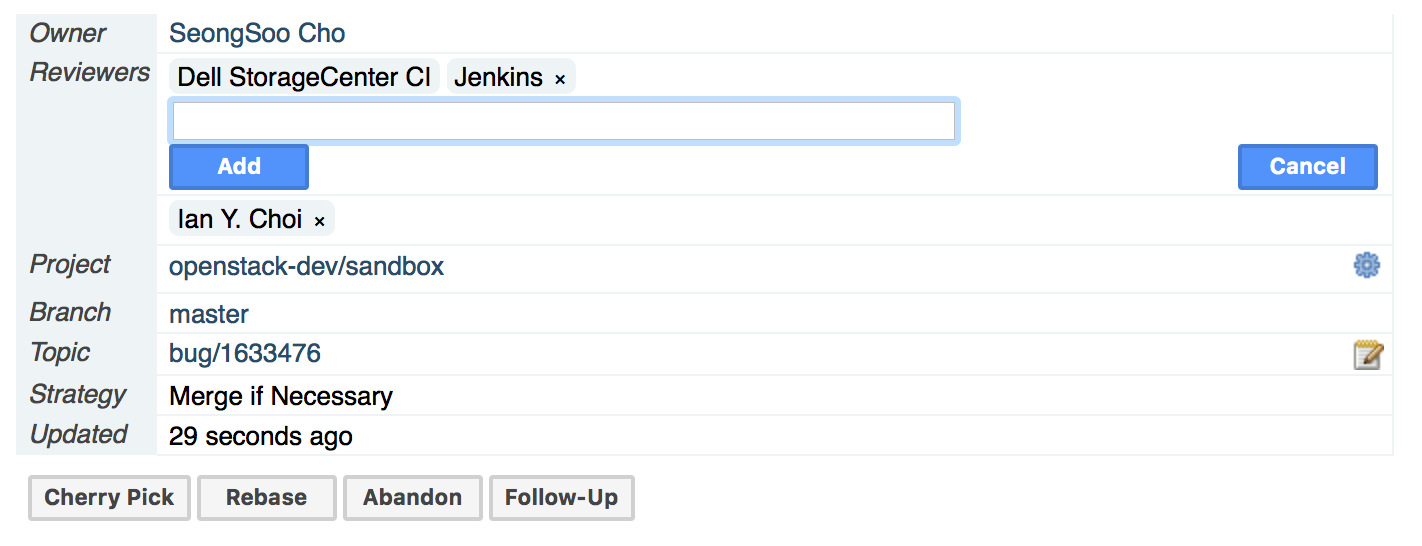 Owner SeongSoo Cho
Reviewers Dell StorageCenter CI Jenkins ×
Add Cancel
Ian Y. Choi ×
Project openstack-dev/sandbox
Branch master
Topic bug/1633476
Strategy Merge if Necessary
Updated 29 seconds ago
Cherry Pick Rebase Abandon Follow-Up